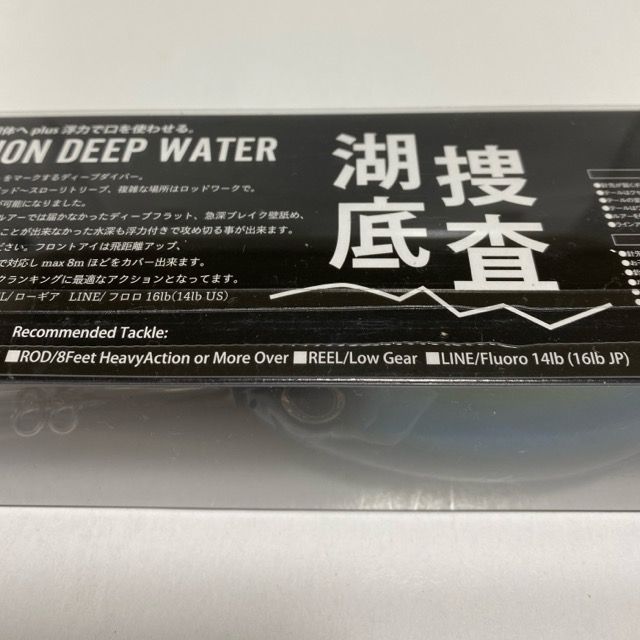 体へ plus 浮力で口を使わせる。
ION DEEP WATER
をマークするディープダイバー。
ッド～スローリトリーブ、複雑な場所はロッドワークで。
が可能になりました。
ルアーでは届かなかったディープフラット、急深ブレイク壁舐め、
ことが出来なかった水深も浮力付きで攻め切る事が出来ます。
ださい。フロントアイは飛距離アップ、
で対応し max 8m ほどをカバー出来ます。
クランキングに最適なアクションとなってます。
L/ ローギア LINE/ フロロ 16lb(14lb US)
湖底
捜査
Recommended Tackle:
■ROD/8Feet HeavyAction or More Over ■REEL/Low Gear ■LINE/Fluoro 14lb (16lb JP)